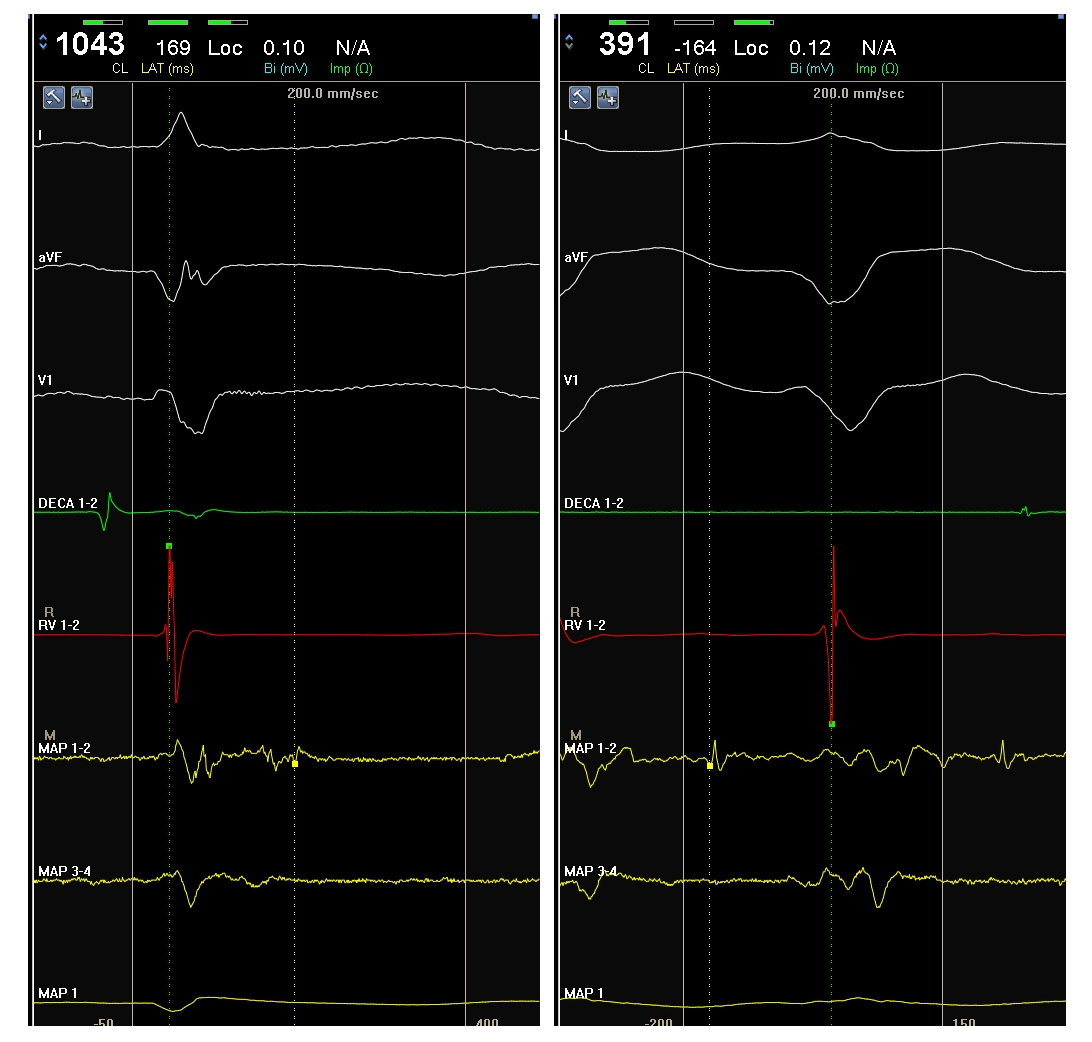 1043 169 Loc 0.10 N/A
CL LAT (ms) Bi (mV) Imp (Ω)
200.0 mm/sec
I
aVF
V1
DECA 1-2
R
RV 1-2
M
MAP 1-2
MAP 3-4
MAP 1
-50 400
391 -164 Loc 0.12 N/A
CL LAT (ms) Bi (mV) Imp (Ω)
200.0 mm/sec
I
aVF
V1
DECA 1-2
R
RV 1-2
M
MAP 1-2
MAP 3-4
MAP 1
-200 150